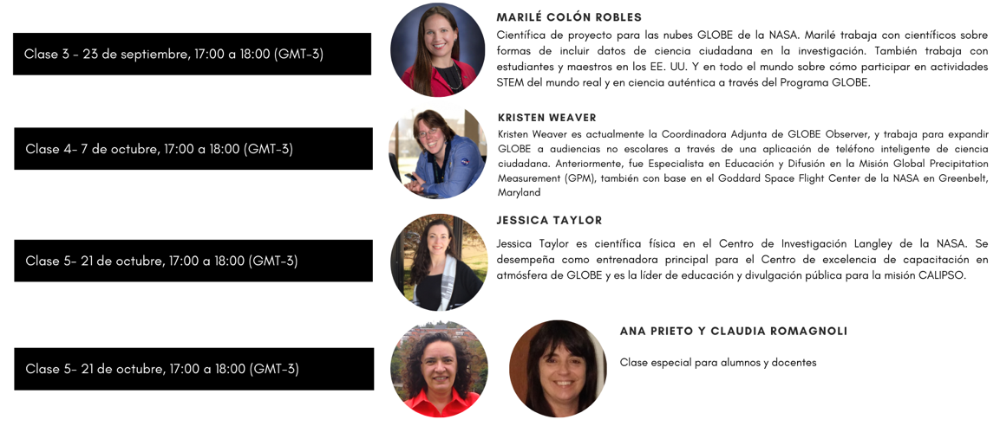 Clase 3 - 23 de septiembre, 17:00 a 18:00 (GMT-3)
MARILÉ COLÓN ROBLES
Científica de proyecto para las nubes GLOBE de la NASA. Marilé trabaja con científicos sobre
formas de incluir datos de ciencia ciudadana en la investigación. También trabaja con
estudiantes y maestros en los EE. UU. Y en todo el mundo sobre cómo participar en actividades
STEM del mundo real y en ciencia auténtica a través del Programa GLOBE.
Clase 4- 7 de octubre, 17:00 a 18:00 (GMT-3)
KRISTEN WEAVER
Kristen Weaver es actualmente la Coordinadora Adjunta de GLOBE Observer, y trabaja para expandir
GLOBE a audiencias no escolares a través de una aplicación de teléfono inteligente de ciencia
ciudadana. Anteriormente, fue Especialista en Educación y Difusión en la Misión Global Precipitation
Measurement (GPM), también con base en el Goddard Space Flight Center de la NASA en Greenbelt,
Maryland
Clase 5- 21 de octubre, 17:00 a 18:00 (GMT-3)
JESSICA TAYLOR
Jessica Taylor es científica física en el Centro de Investigación Langley de la NASA. Se
desempeña como entrenadora principal para el Centro de excelencia de capacitación en
atmósfera de GLOBE y es la líder de educación y divulgación pública para la misión CALIPSO.
Clase 5- 21 de octubre, 17:00 a 18:00 (GMT-3)
ANA PRIETO Y CLAUDIA ROMAGNOLI
Clase especial para alumnos y docentes